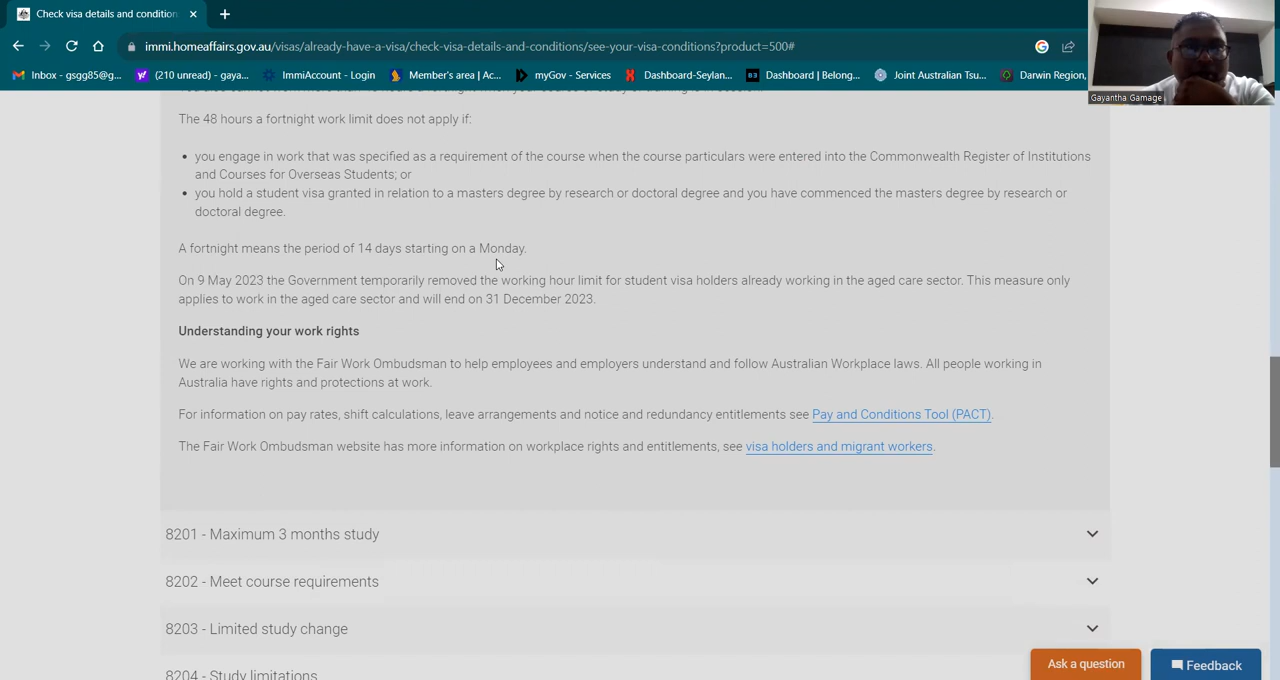 Check visa details and condition
immi.homeaffairs.gov.au/visas/already-have-a-visa/check-visa-details-and-conditions/see-your-visa-conditions?product=500#
Inbox - gsgg85@g...
(210 unread) - gaya...
ImmiAccount - Login
Member's area | Ac...
myGov - Services
Dashboard-Seylan...
Dashboard | Belong...
Joint Australian Tsu...
Darwin Region,
Gayantha Gamage
The 48 hours a fortnight work limit does not apply if:
• you engage in work that was specified as a requirement of the course when the course particulars were entered into the Commonwealth Register of Institutions
and Courses for Overseas Students; or
• you hold a student visa granted in relation to a masters degree by research or doctoral degree and you have commenced the masters degree by research or
doctoral degree.
A fortnight means the period of 14 days starting on a Monday.
On 9 May 2023 the Government temporarily removed the working hour limit for student visa holders already working in the aged care sector. This measure only
applies to work in the aged care sector and will end on 31 December 2023.
Understanding your work rights
We are working with the Fair Work Ombudsman to help employees and employers understand and follow Australian Workplace laws. All people working in
Australia have rights and protections at work.
For information on pay rates, shift calculations, leave arrangements and notice and redundancy entitlements see Pay and Conditions Tool (PACT).
The Fair Work Ombudsman website has more information on workplace rights and entitlements, see visa holders and migrant workers.
8201 - Maximum 3 months study
8202 - Meet course requirements
8203 - Limited study change
8204 - Study limitations
Ask a question
Feedback